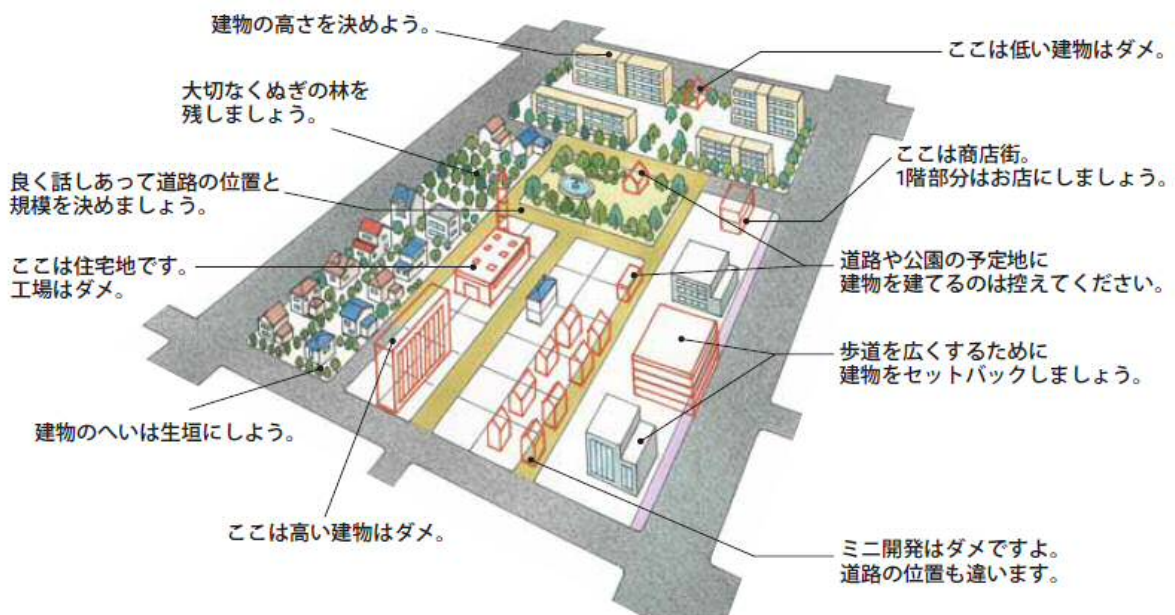 建物の高さを決めよう。
ここは低い建物はダメ。
大切なくぬぎの林を
残しましょう。
ここは商店街。
1階部分はお店にしましょう。
良く話しあって道路の位置と
規模を決めましょう。
ここは住宅地です。
工場はダメ。
道路や公園の予定地に
建物を建てるのは控えてください。
歩道を広くするために
建物をセットバックしましょう。
建物のへいは生垣にしよう。
ここは高い建物はダメ。
ミニ開発はダメですよ。
道路の位置も違います。